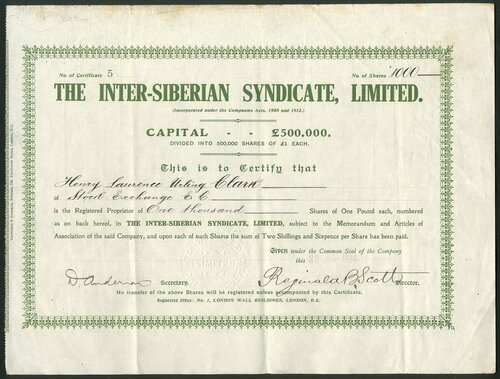 No. of Certificate 5 No. of Shares 1000
THE INTER-SIBERIAN SYNDICATE, LIMITED.
(Incorporated under the Companies Acts, 1908 and 1913.)
CAPITAL - - £500,000,
DIVIDED INTO 500,000 SHARES OF £1 EACH.
This is to Certify that
Henry Laurence Clark
of Stock Exchange E.C.
is the Registered Proprietor of One thousand Shares of One Pound each, numbered
as on back hereof, in THE INTER-SIBERIAN SYNDICATE, LIMITED, subject to the Memorandum and Articles of
Association of the said Company, and upon each of such Shares the sum of Two Shillings and Sixpence per Share has been paid.
Given under the Common Seal of the Company
this
LIMITED
Secretary. Reginald B. Scott Director.
No transfer of the above Shares will be registered unless accompanied by this Certificate.
Registered Office: No. 1, LONDON WALL BUILDINGS, LONDON, E.C.